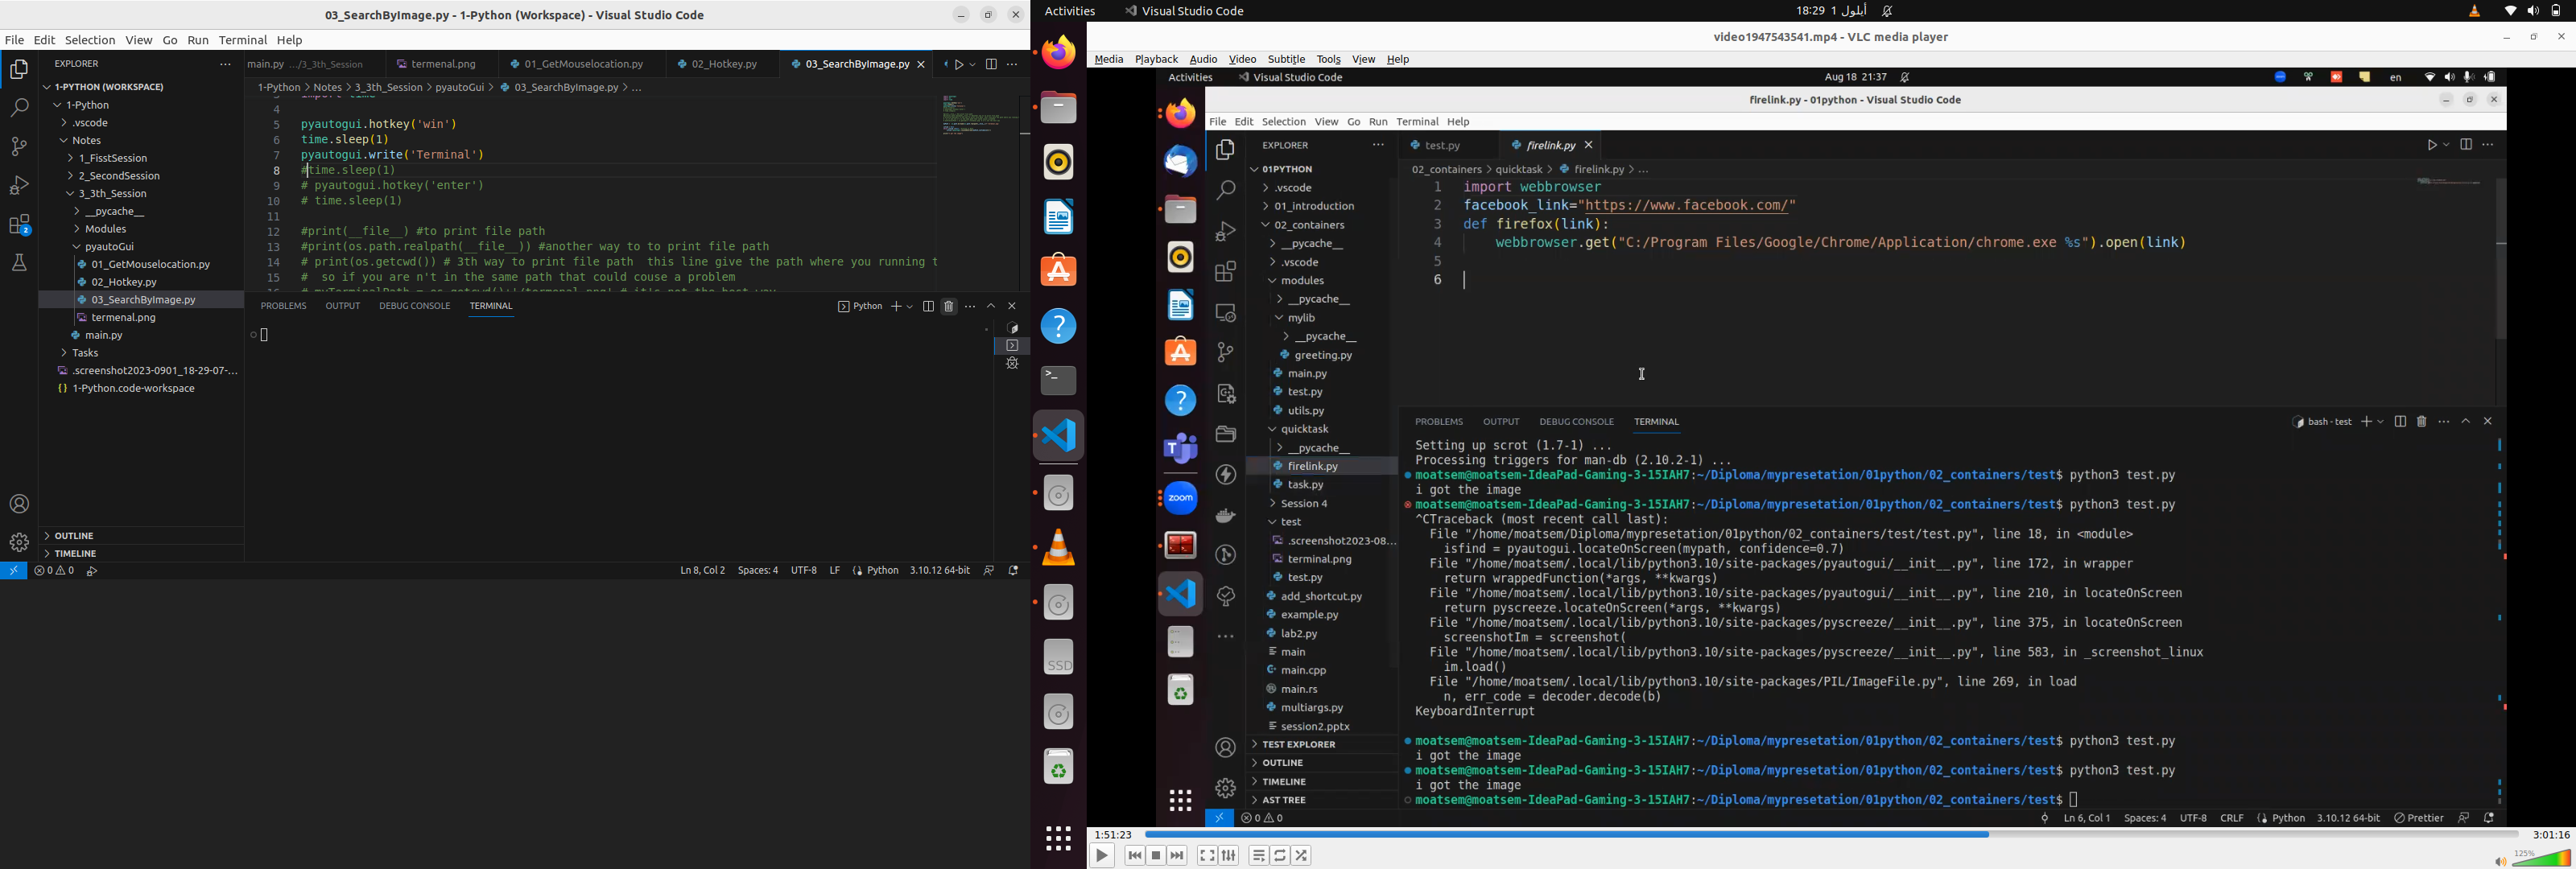 03_SearchByImage.py - 1-Python (Workspace) - Visual Studio Code
File Edit Selection View Go Run Terminal Help
EXPLORER
1-PYTHON (WORKSPACE)
1-Python
.vscode
Notes
1_FisstSession
2_SecondSession
3_3th_Session
__pycache__
Modules
pyautoGui
01_GetMouselocation.py
02_Hotkey.py
03_SearchByImage.py
termenal.png
main.py
Tasks
.screenshot2023-0901_18-29-07-...
1-Python.code-workspace
OUTLINE
TIMELINE
2
main.py .../3_3th_Session termenal.png 01_GetMouselocation.py 02_Hotkey.py 03_SearchByImage.py
1-Python > Notes > 3_3th_Session > pyautoGui > 03_SearchByImage.py > ...
4
5 pyautogui.hotkey('win')
6 time.sleep(1)
7 pyautogui.write('Terminal')
8 #time.sleep(1)
9 # pyautogui.hotkey('enter')
10 # time.sleep(1)
11
12 #print(__file__) #to print file path
13 #print(os.path.realpath(__file__)) #another way to to print file path
14 # print(os.getcwd()) # 3th way to print file path this line give the path where you running t
15 # so if you are n't in the same path that could couse a problem
PROBLEMS OUTPUT DEBUG CONSOLE TERMINAL
Python
0 0
Ln 8, Col 2 Spaces: 4 UTF-8 LF Python 3.10.12 64-bit
Activities Visual Studio Code
18:29 1 أيلول
SSD
video1947543541.mp4 - VLC media player
Media Playback Audio Video Subtitle Tools View Help
Activities Visual Studio Code
Aug 18 21:37
en
firelink.py - 01python - Visual Studio Code
File Edit Selection View Go Run Terminal Help
zoom
EXPLORER
01PYTHON
.vscode
01_introduction
02_containers
__pycache__
.vscode
modules
__pycache__
mylib
__pycache__
greeting.py
main.py
test.py
utils.py
quicktask
__pycache__
firelink.py
task.py
Session 4
test
.screenshot2023-08...
terminal.png
test.py
add_shortcut.py
example.py
lab2.py
main
main.cpp
main.rs
multiargs.py
session2.pptx
TEST EXPLORER
OUTLINE
TIMELINE
AST TREE
test.py firelink.py
02_containers > quicktask > firelink.py > ...
1 import webbrowser
2 facebook_link="https://www.facebook.com/"
3 def firefox(link):
4 webbrowser.get("C:/Program Files/Google/Chrome/Application/chrome.exe %s").open(link)
5
6
PROBLEMS OUTPUT DEBUG CONSOLE TERMINAL
bash - test
Setting up scrot (1.7-1) ...
Processing triggers for man-db (2.10.2-1) ...
moatsem@moatsem-IdeaPad-Gaming-3-15IAH7:~/Diploma/mypresetation/01python/02_containers/test$ python3 test.py
i got the image
moatsem@moatsem-IdeaPad-Gaming-3-15IAH7:~/Diploma/mypresetation/01python/02_containers/test$ python3 test.py
^CTraceback (most recent call last):
File "/home/moatsem/Diploma/mypresetation/01python/02_containers/test/test.py", line 18, in <module>
isfind = pyautogui.locateOnScreen(mypath, confidence=0.7)
File "/home/moatsem/.local/lib/python3.10/site-packages/pyautogui/__init__.py", line 172, in wrapper
return wrappedFunction(*args, **kwargs)
File "/home/moatsem/.local/lib/python3.10/site-packages/pyautogui/__init__.py", line 210, in locateOnScreen
return pyscreeze.locateOnScreen(*args, **kwargs)
File "/home/moatsem/.local/lib/python3.10/site-packages/pyscreeze/__init__.py", line 375, in locateOnScreen
screenshotIm = screenshot(
File "/home/moatsem/.local/lib/python3.10/site-packages/pyscreeze/__init__.py", line 583, in _screenshot_linux
im.load()
File "/home/moatsem/.local/lib/python3.10/site-packages/PIL/ImageFile.py", line 269, in load
n, err_code = decoder.decode(b)
KeyboardInterrupt
moatsem@moatsem-IdeaPad-Gaming-3-15IAH7:~/Diploma/mypresetation/01python/02_containers/test$ python3 test.py
i got the image
moatsem@moatsem-IdeaPad-Gaming-3-15IAH7:~/Diploma/mypresetation/01python/02_containers/test$ python3 test.py
i got the image
moatsem@moatsem-IdeaPad-Gaming-3-15IAH7:~/Diploma/mypresetation/01python/02_containers/test$
0 0
Ln 6, Col 1 Spaces: 4 UTF-8 CRLF Python 3.10.12 64-bit Prettier
1:51:23
3:01:16
125%